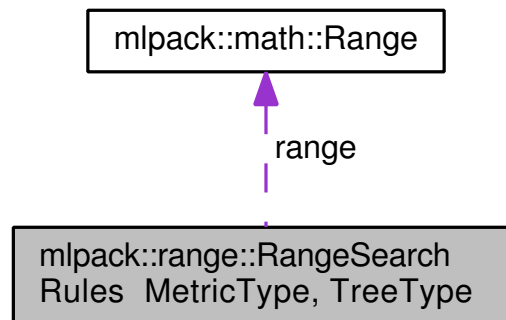 mlpack::math::Range
range
mlpack::range::RangeSearch
Rules MetricType, TreeType